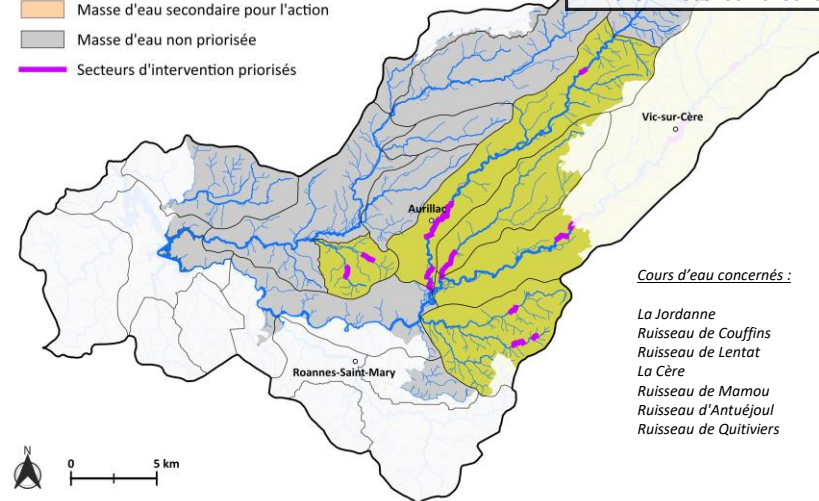 Masse d'eau secondaire pour l'action
Masse d'eau non priorisée
Secteurs d'intervention priorisés
Vic-sur-Cère
Aurillac
Cours d'eau concernés :
La Jordanne
Ruisseau de Couffins
Ruisseau de Lentat
La Cère
Ruisseau de Mamou
Ruisseau d'Antuéjoul
Ruisseau de Quitiviers
Roannes-Saint-Mary
N
0 5 km